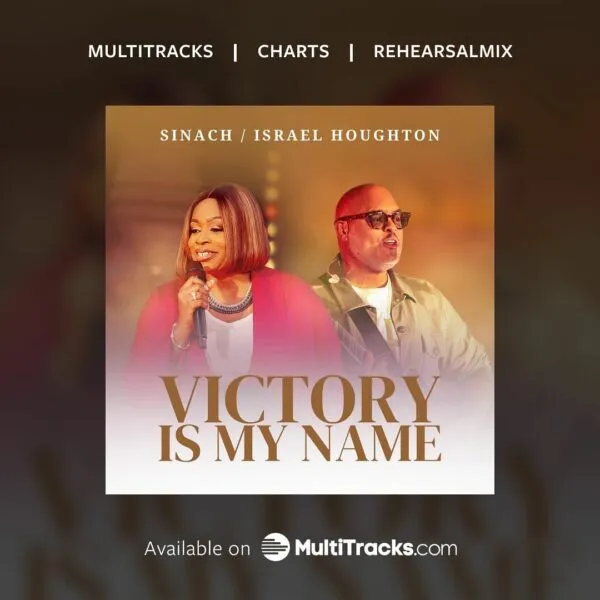 MULTITRACKS | CHARTS | REHEARSALMIX
SINACH / ISRAEL HOUGHTON
VICTORY
IS MY NAME
Available on MultiTracks.com